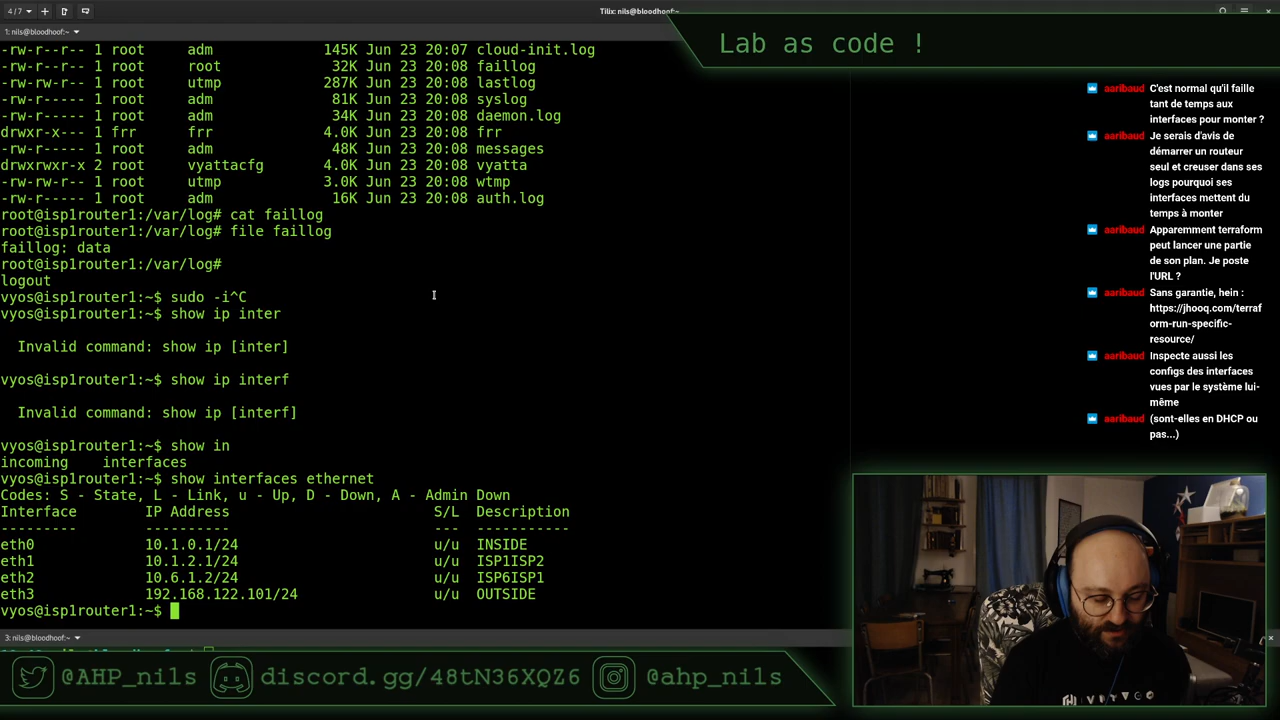 4 / 7
Tilix: nils@bloodhoof:~
1: nils@bloodhoof:~
-rw-r--r-- 1 root     adm             145K Jun 23 20:07 cloud-init.log
-rw-r--r-- 1 root     root             32K Jun 23 20:08 faillog
-rw-rw-r-- 1 root     utmp            287K Jun 23 20:08 lastlog
-rw-r----- 1 root     adm              81K Jun 23 20:08 syslog
-rw-r----- 1 root     adm              34K Jun 23 20:08 daemon.log
drwxr-x--- 1 frr      frr             4.0K Jun 23 20:08 frr
-rw-r----- 1 root     adm              48K Jun 23 20:08 messages
drwxrwxr-x 2 root     vyattacfg       4.0K Jun 23 20:08 vyatta
-rw-rw-r-- 1 root     utmp            3.0K Jun 23 20:08 wtmp
-rw-r----- 1 root     adm              16K Jun 23 20:08 auth.log
root@isp1router1:/var/log# cat faillog
root@isp1router1:/var/log# file faillog
faillog: data
root@isp1router1:/var/log#
logout
vyos@isp1router1:~$ sudo -i^C
vyos@isp1router1:~$ show ip inter
Invalid command: show ip [inter]
vyos@isp1router1:~$ show ip interf
Invalid command: show ip [interf]
vyos@isp1router1:~$ show in
incoming    interfaces
vyos@isp1router1:~$ show interfaces ethernet
Codes: S - State, L - Link, u - Up, D - Down, A - Admin Down
Interface        IP Address                        S/L  Description
---------        ----------                        ---  -----------
eth0             10.1.0.1/24                       u/u  INSIDE
eth1             10.1.2.1/24                       u/u  ISP1ISP2
eth2             10.6.1.2/24                       u/u  ISP6ISP1
eth3             192.168.122.101/24                u/u  OUTSIDE
vyos@isp1router1:~$
3: nils@bloodhoof:~
Lab as code !
aaribaud C'est normal qu'il faille
tant de temps aux
interfaces pour monter ?
aaribaud Je serais d'avis de
démarrer un routeur
seul et creuser dans ses
logs pourquoi ses
interfaces mettent du
temps à monter
aaribaud Apparemment terraform
peut lancer une partie
de son plan. Je poste
l'URL ?
aaribaud Sans garantie, hein :
https://jhooq.com/terraf
orm-run-specific-
resource/
aaribaud Inspecte aussi les
configs des interfaces
vues par le système lui-
même
aaribaud (sont-elles en DHCP ou
pas...)
@AHP_nils discord.gg/48tN36XQZ6 @ahp_nils